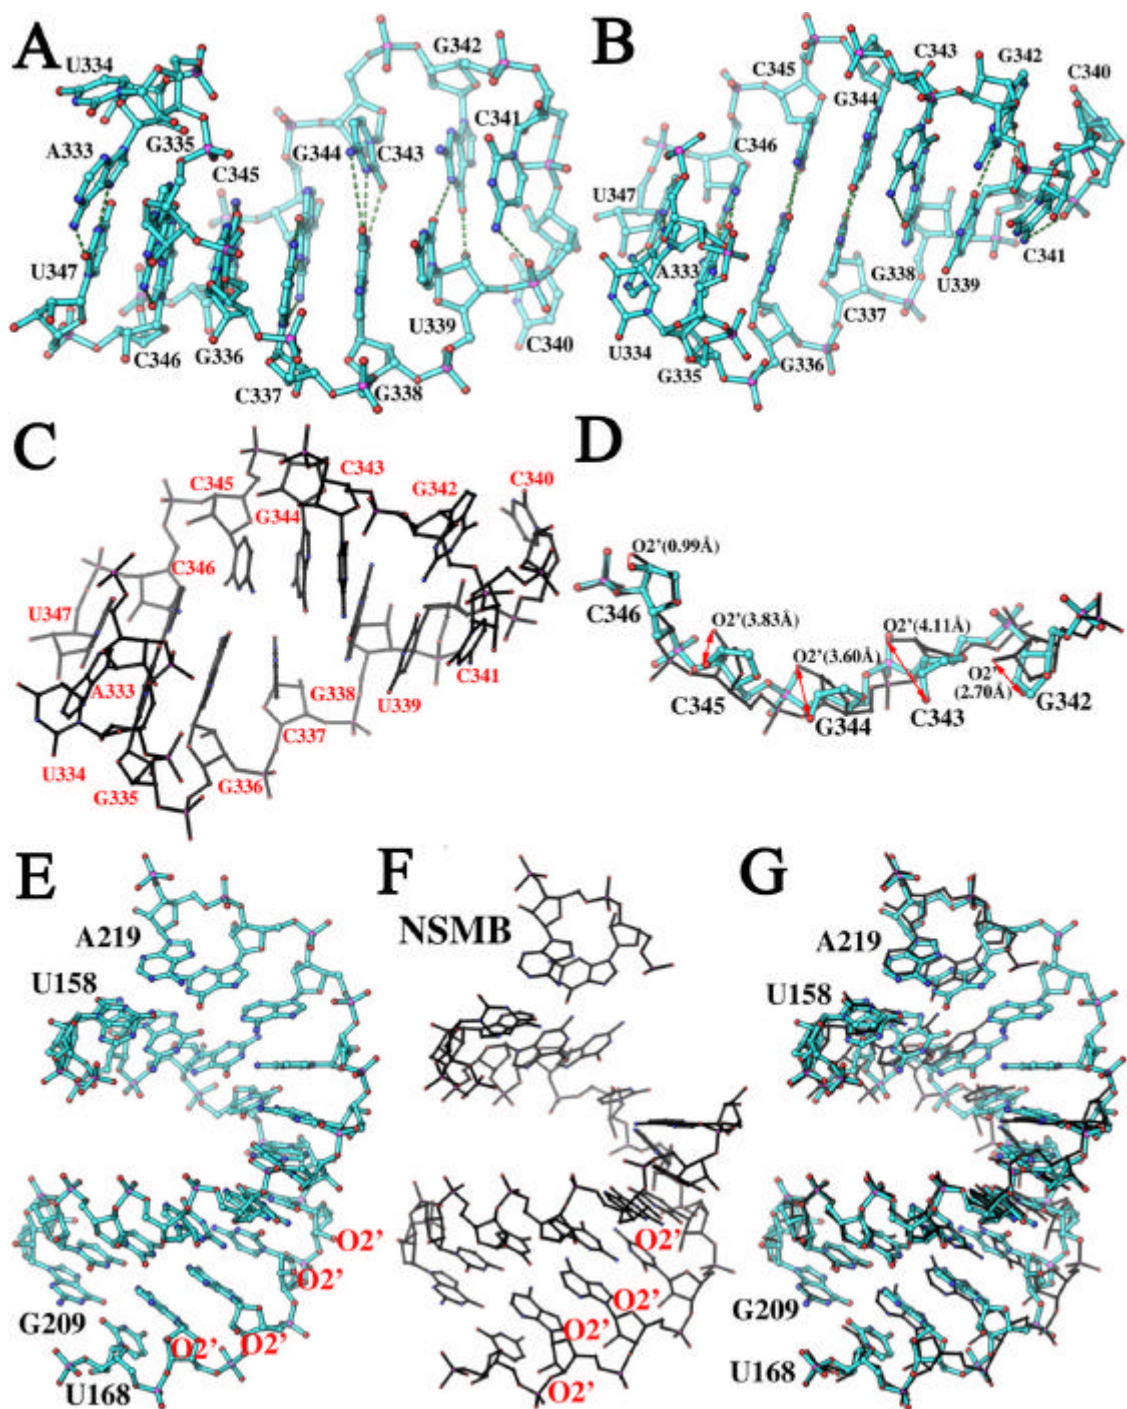 A
U334
G342
A333
G335
C341
C345
G344
C343
U347
U339
C346
G336
C340
C337
G338
B
C345
C343
G342
C340
G344
C346
U347
A333
G338
C341
U339
C337
U334
G335
G336
C
C345
C343
G342
C340
G344
C346
U347
A333
G338
U339
C341
C337
U334
G335
G336
D
O2'(0.99Å)
C346
O2'(3.83Å)
O2'(4.11Å)
O2'(3.60Å)
O2'
(2.70Å)
C345
G344
C343
G342
E
A219
U158
O2'
O2'
G209
O2'
O2'
U168
F
NSMB
O2'
O2'
O2'
O2'
G
A219
U158
G209
U168